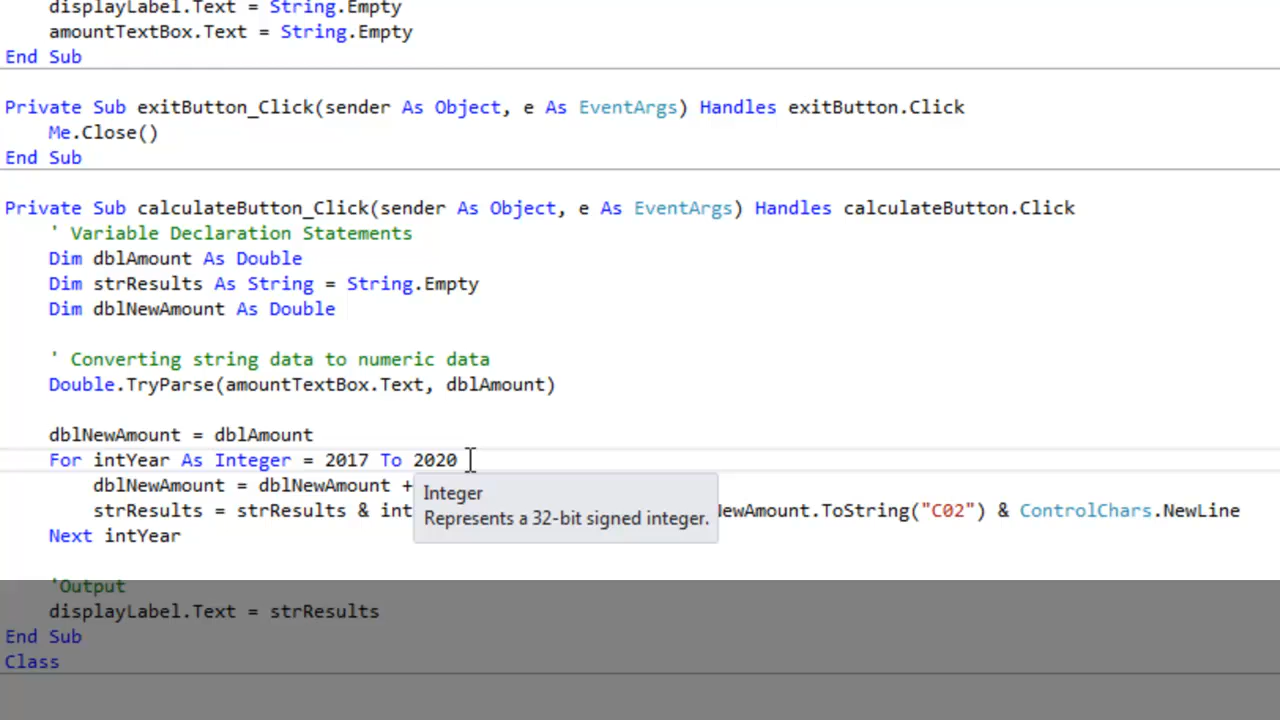 displayLabel.Text = String.Empty
amountTextBox.Text = String.Empty
End Sub
Private Sub exitButton_Click(sender As Object, e As EventArgs) Handles exitButton.Click
Me.Close()
End Sub
Private Sub calculateButton_Click(sender As Object, e As EventArgs) Handles calculateButton.Click
' Variable Declaration Statements
Dim dblAmount As Double
Dim strResults As String = String.Empty
Dim dblNewAmount As Double
' Converting string data to numeric data
Double.TryParse(amountTextBox.Text, dblAmount)
dblNewAmount = dblAmount
For intYear As Integer = 2017 To 2020
dblNewAmount = dblNewAmount +
Integer
Represents a 32-bit signed integer.
strResults = strResults & int wAmount.ToString("C02") & ControlChars.NewLine
Next intYear
'Output
displayLabel.Text = strResults
End Sub
Class